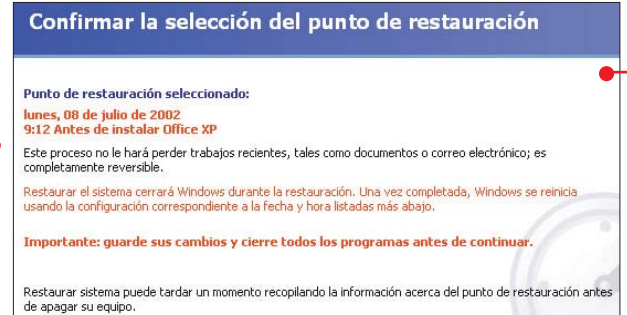 Confirmar la selección del punto de restauración
Punto de restauración seleccionado:
lunes, 08 de julio de 2002
9:12 Antes de instalar Office XP
Este proceso no le hará perder trabajos recientes, tales como documentos o correo electrónico; es
completamente reversible.
Restaurar el sistema cerrará Windows durante la restauración. Una vez completada, Windows se reinicia
usando la configuración correspondiente a la fecha y hora listadas más abajo.
Importante: guarde sus cambios y cierre todos los programas antes de continuar.
Restaurar sistema puede tardar un momento recopilando la información acerca del punto de restauración antes
de apagar su equipo.